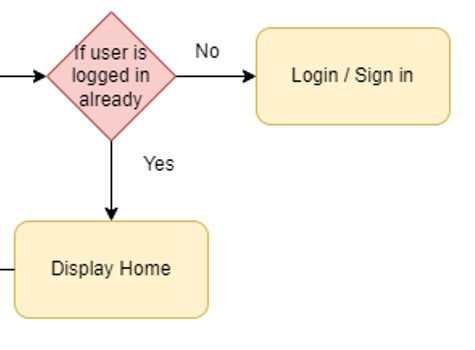 If user is
logged in
already
No
Login / Sign in
Yes
Display Home